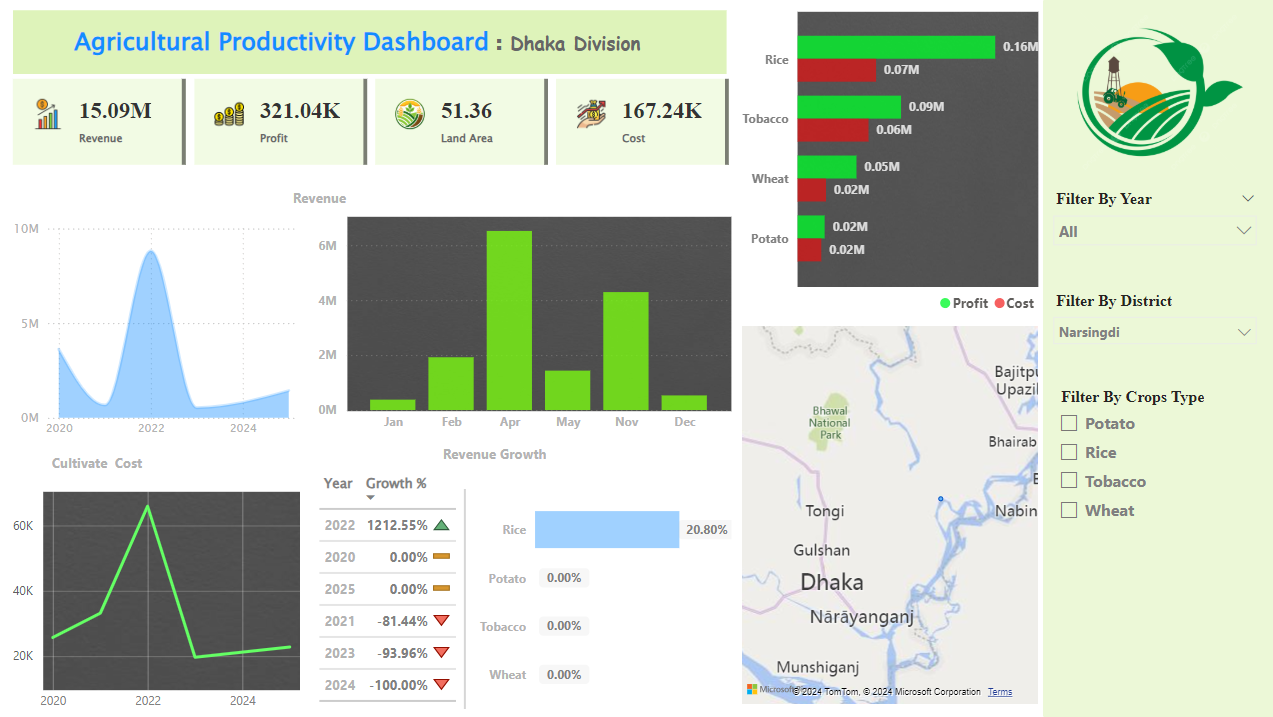 Agricultural Productivity Dashboard : Dhaka Division
15.09M
Revenue
321.04K
Profit
51.36
Land Area
167.24K
Cost
Revenue
10M
5M
0M
2020
2022
2024
6M
4M
2M
0M
Jan
Feb
Apr
May
Nov
Dec
Cultivate Cost
60K
40K
20K
2020
2022
2024
Revenue Growth
Year Growth %
2022 1212.55%
2020 0.00%
2025 0.00%
2021 -81.44%
2023 -93.96%
2024 -100.00%
Rice 20.80%
Potato 0.00%
Tobacco 0.00%
Wheat 0.00%
Rice
0.16M
0.07M
Tobacco
0.09M
0.06M
Wheat
0.05M
0.02M
Potato
0.02M
0.02M
Profit Cost
Bajitpu
Upazil
Bhawal
National
Park
Bhairab
Nabin
Tongi
Gulshan
Dhaka
Nārāyanganj
Munshiganj
Microsoft
© 2024 TomTom, © 2024 Microsoft Corporation Terms
Filter By Year
All
Filter By District
Narsingdi
Filter By Crops Type
Potato
Rice
Tobacco
Wheat